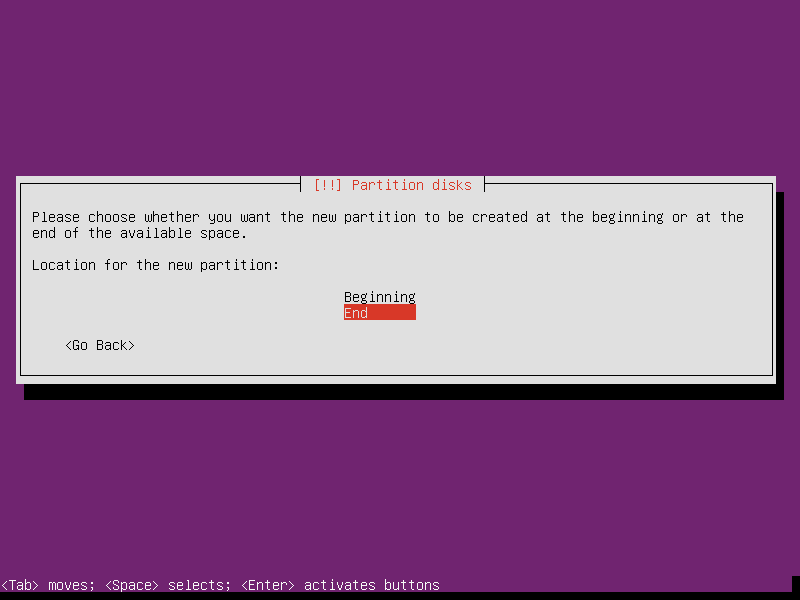 [!!] Partition disks
Please choose whether you want the new partition to be created at the beginning or at the
end of the available space.
Location for the new partition:
Beginning
End
<Go Back>
<Tab> moves; <Space> selects; <Enter> activates buttons